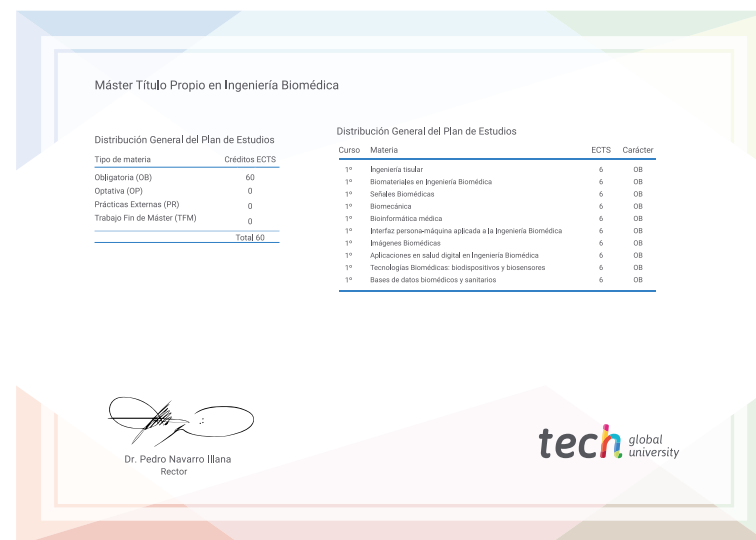 Máster Título Propio en Ingeniería Biomédica
Distribución General del Plan de Estudios
Tipo de materia Créditos ECTS
Obligatoria (OB) 60
Optativa (OP) 0
Prácticas Externas (PR) 0
Trabajo Fin de Máster (TFM) 0
Total 60
Distribución General del Plan de Estudios
Curso Materia ECTS Carácter
1º Ingeniería tisular 6 OB
1º Biomateriales en Ingeniería Biomédica 6 OB
1º Señales Biomédicas 6 OB
1º Biomecánica 6 OB
1º Bioinformática médica 6 OB
1º Interfaz persona-máquina aplicada a la Ingeniería Biomédica 6 OB
1º Imágenes Biomédicas 6 OB
1º Aplicaciones en salud digital en Ingeniería Biomédica 6 OB
1º Tecnologías Biomédicas: biodispositivos y biosensores 6 OB
1º Bases de datos biomédicos y sanitarios 6 OB
Dr. Pedro Navarro Illana
Rector
tech global university